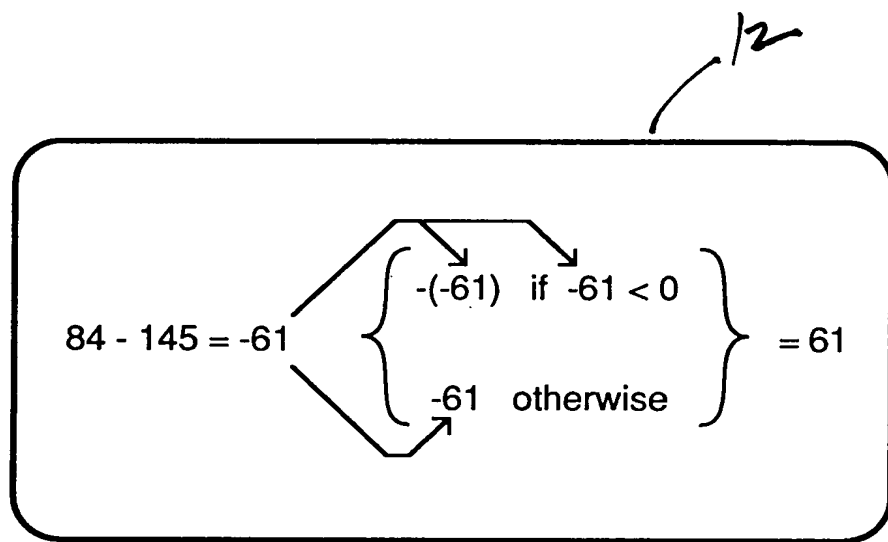 12
-(-61) if -61 < 0
84 - 145 = -61 = 61
-61 otherwise